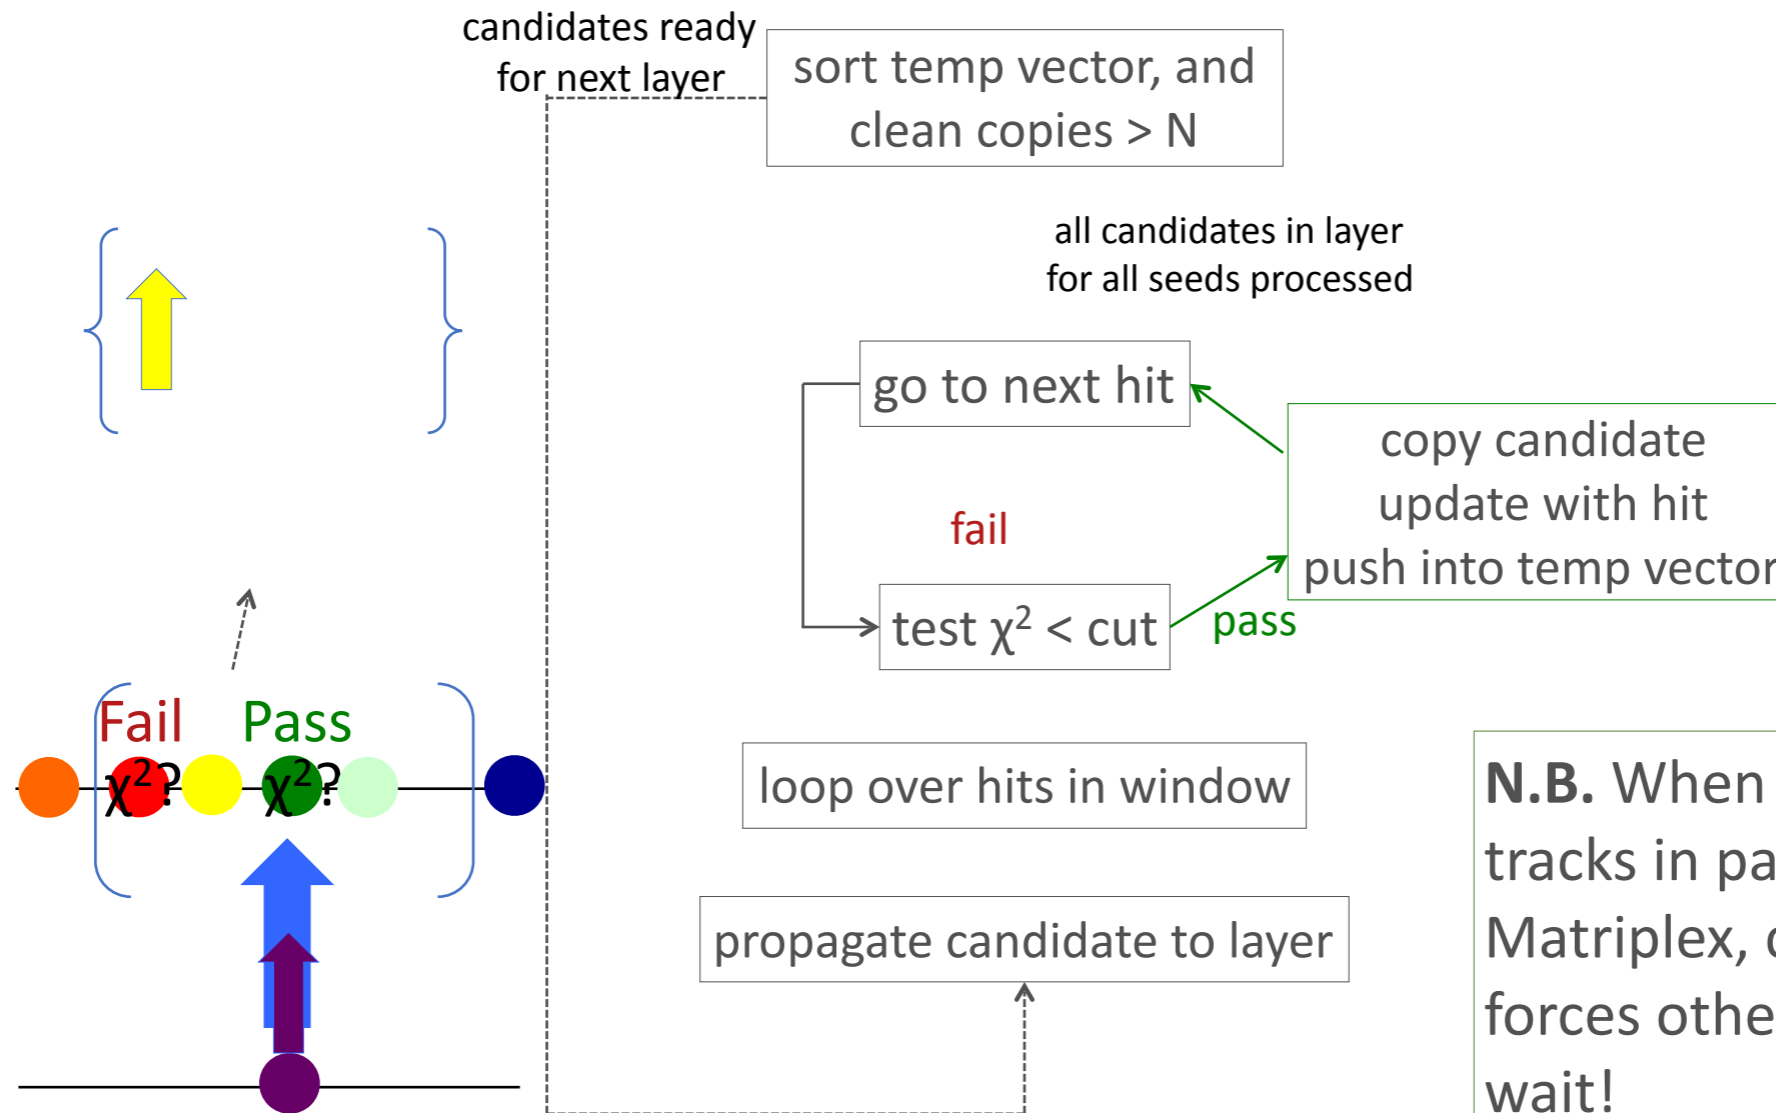 candidates ready
for next layer
sort temp vector, and
clean copies > N
all candidates in layer
for all seeds processed
go to next hit
copy candidate
update with hit
push into temp vector
fail
test χ² < cut
pass
Fail Pass
χ²? χ²?
loop over hits in window
propagate candidate to layer
N.B. When
tracks in pa
Matriplex,
forces othe
wait!